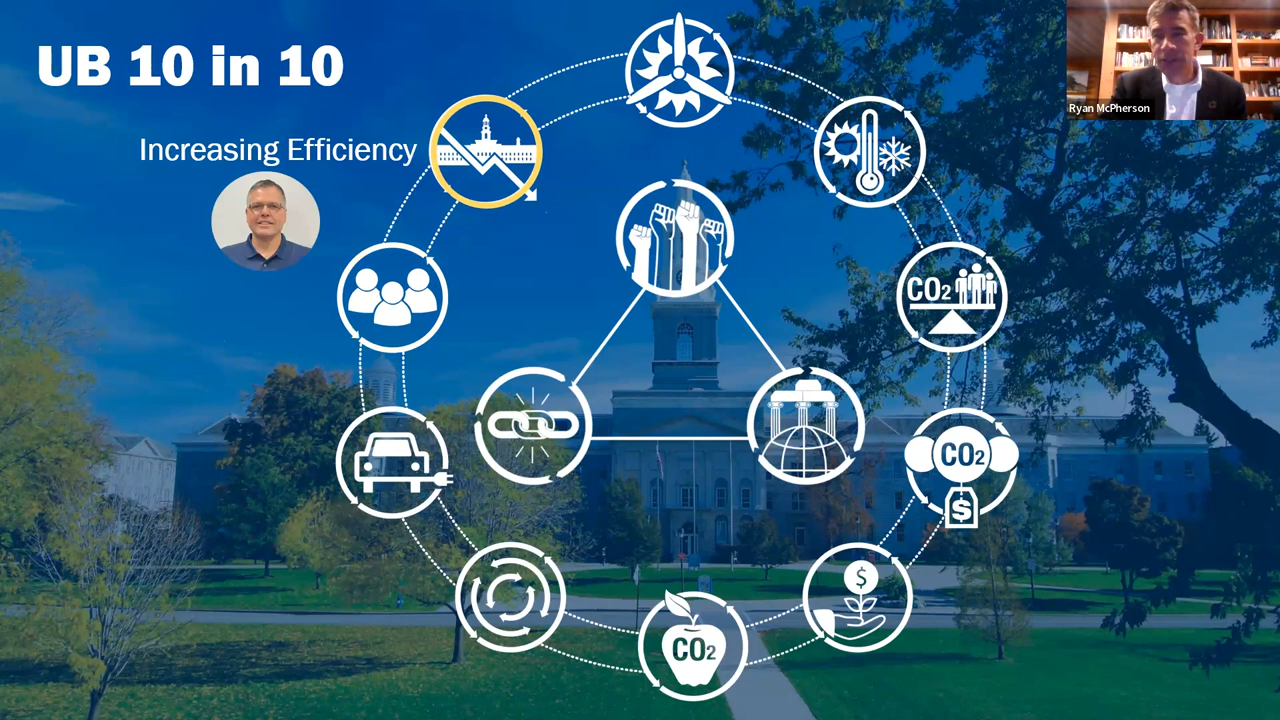 UB 10 in 10
Ryan McPherson
Increasing Efficiency
CO2
CO2
$
$
CO2